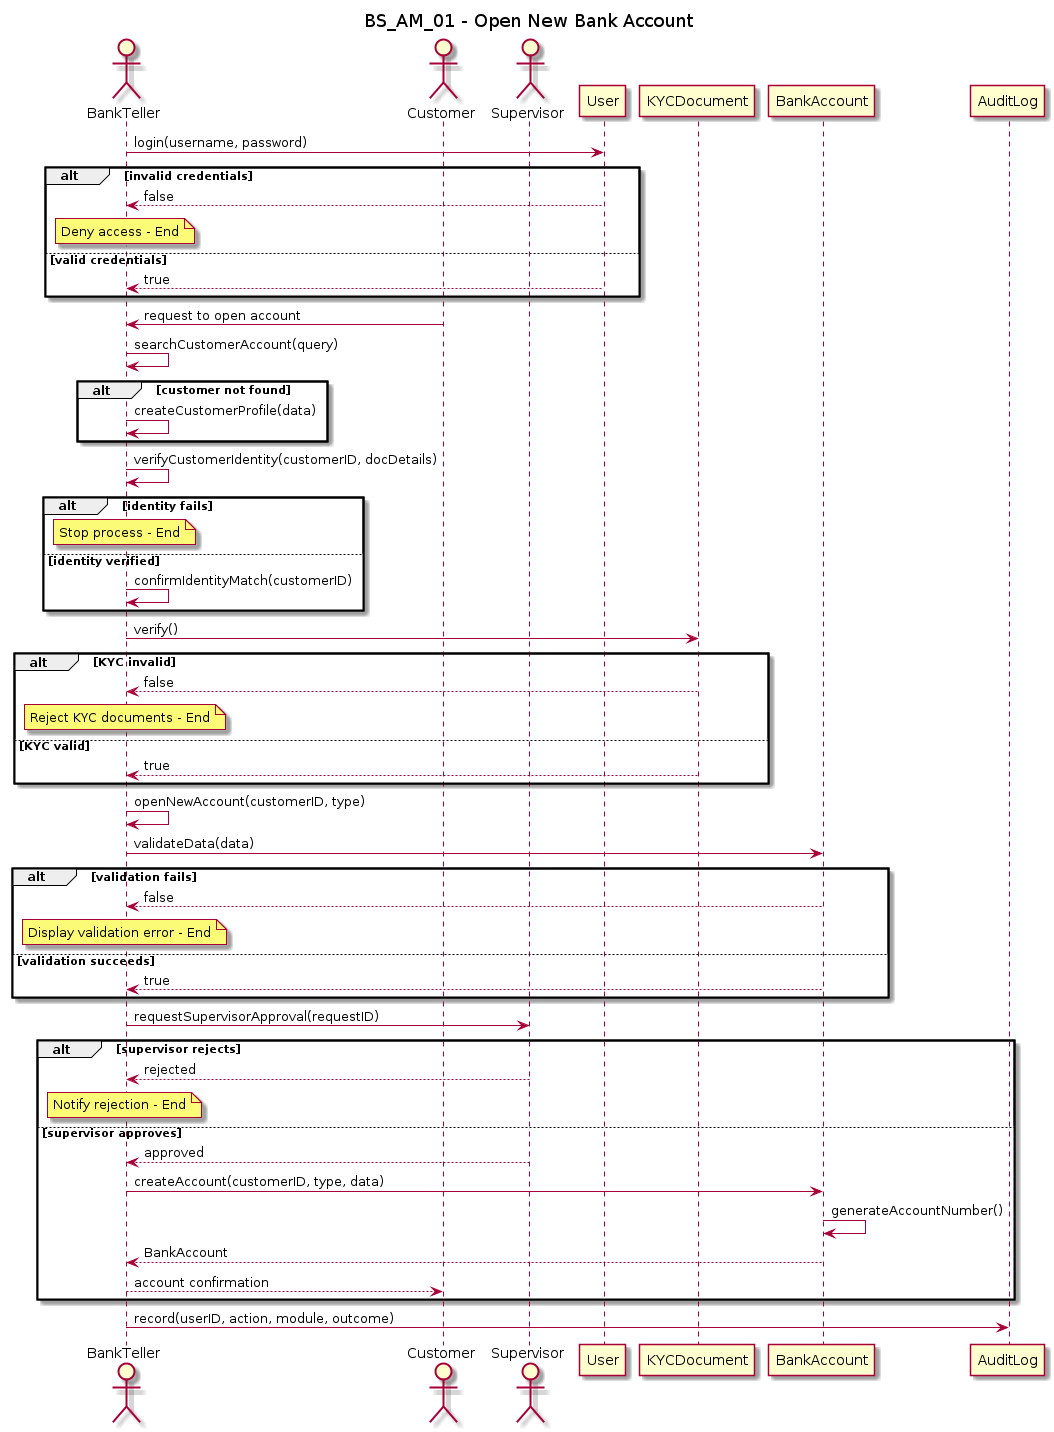 BS_AM_01 - Open New Bank Account
BankTeller
Customer
Supervisor
User
KYCDocument
BankAccount
AuditLog
login(username, password)
alt [invalid credentials]
false
Deny access - End
[valid credentials]
true
request to open account
searchCustomerAccount(query)
alt [customer not found]
createCustomerProfile(data)
verifyCustomerIdentity(customerID, docDetails)
alt [identity fails]
Stop process - End
[identity verified]
confirmIdentityMatch(customerID)
verify()
alt [KYC invalid]
false
Reject KYC documents - End
[KYC valid]
true
openNewAccount(customerID, type)
validateData(data)
alt [validation fails]
false
Display validation error - End
[validation succeeds]
true
requestSupervisorApproval(requestID)
alt [supervisor rejects]
rejected
Notify rejection - End
[supervisor approves]
approved
createAccount(customerID, type, data)
generateAccountNumber()
BankAccount
account confirmation
record(userID, action, module, outcome)
BankTeller
Customer
Supervisor
User
KYCDocument
BankAccount
AuditLog